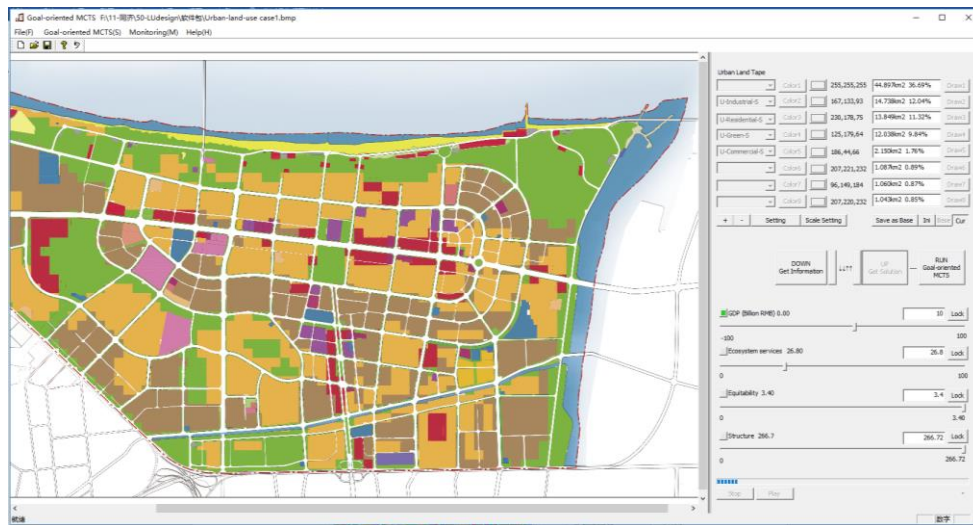 Goal-oriented MCTS F:\11-同济\50-LUdesign\软件包\Urban-land-use case1.bmp
File(F) Goal-oriented MCTS(S) Monitoring(M) Help(H)
Urban Land Tape
Color1 255,255,255 44.897km2 36.69% Draw1
U-Industrial-S Color2 167,133,93 14.738km2 12.04% Draw2
U-Residential-S Color3 230,178,75 13.849km2 11.32% Draw3
U-Green-S Color4 125,179,64 12.038km2 9.84% Draw4
U-Commercial-S Color5 186,44,66 2.150km2 1.76% Draw5
Color6 207,221,232 1.087km2 0.89% Draw6
Color7 96,149,184 1.060km2 0.87% Draw7
207,220,232 1.043km2 0.85%
+ - Setting Scale Setting Save as Base Ini Base Cur
DOWN
Get Information
↓↓↑↑
UP
Get Solution
RUN
Goal-oriented
MCTS
GDP (Billion RMB) 0.00 10 Lock
-100 100
Ecosystem services 26.80 26.8 Lock
0 100
Equitability 3.40 3.4 Lock
0 3.40
Structure 266.7 266.72 Lock
0 266.72
Stop Play
就绪 数字